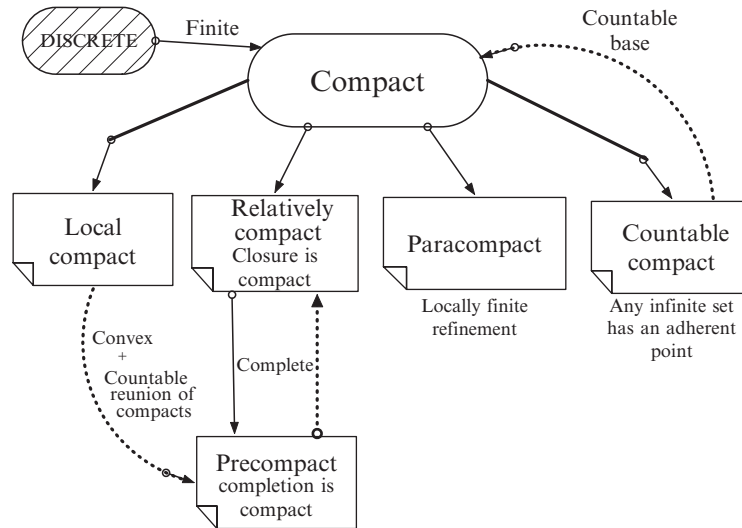 DISCRETE
Finite
Countable
base
Compact
Local
compact
Relatively
compact
Closure is
compact
Paracompact
Countable
compact
Locally finite
refinement
Any infinite set
has an adherent
point
Convex
+
Countable
reunion of
compacts
Complete
Precompact
completion is
compact